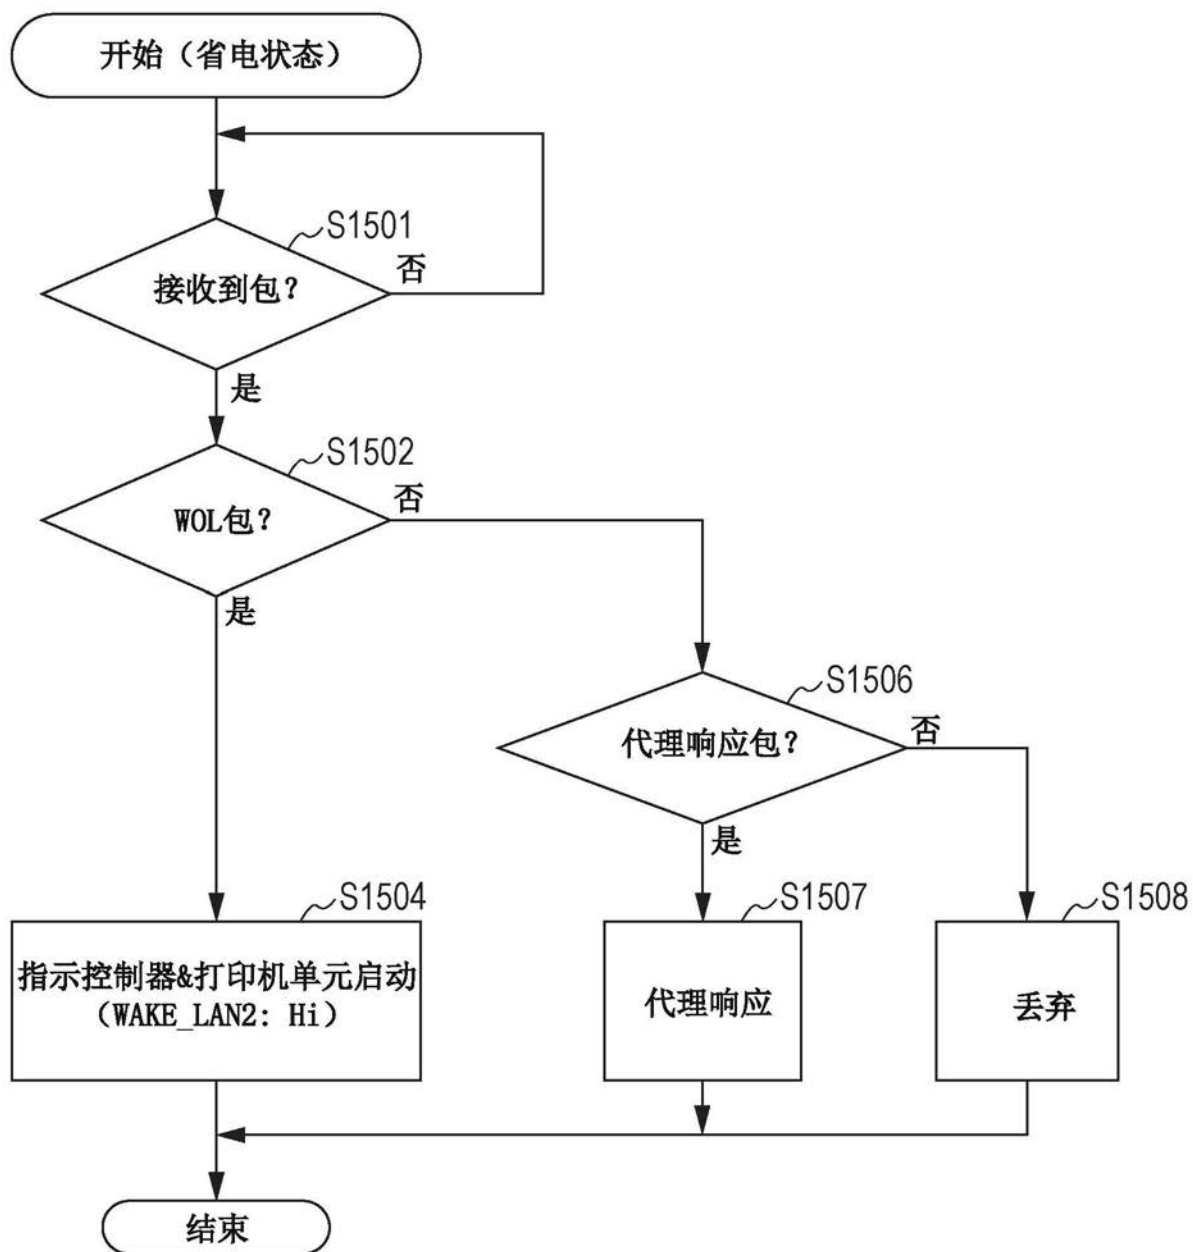 开始（省电状态）
S1501
接收到包？
否
是
S1502
WOL包？
否
是
S1506
代理响应包？
否
是
S1504
指示控制器&打印机单元启动
（WAKE_LAN2: Hi）
S1507
代理响应
S1508
丢弃
结束